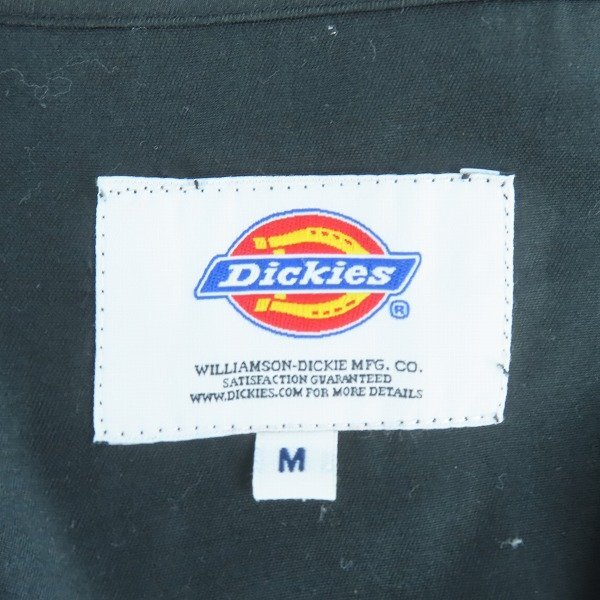 Dickies
®
WILLIAMSON-DICKIE MFG. CO.
SATISFACTION GUARANTEED
WWW.DICKIES.COM FOR MORE DETAILS
M